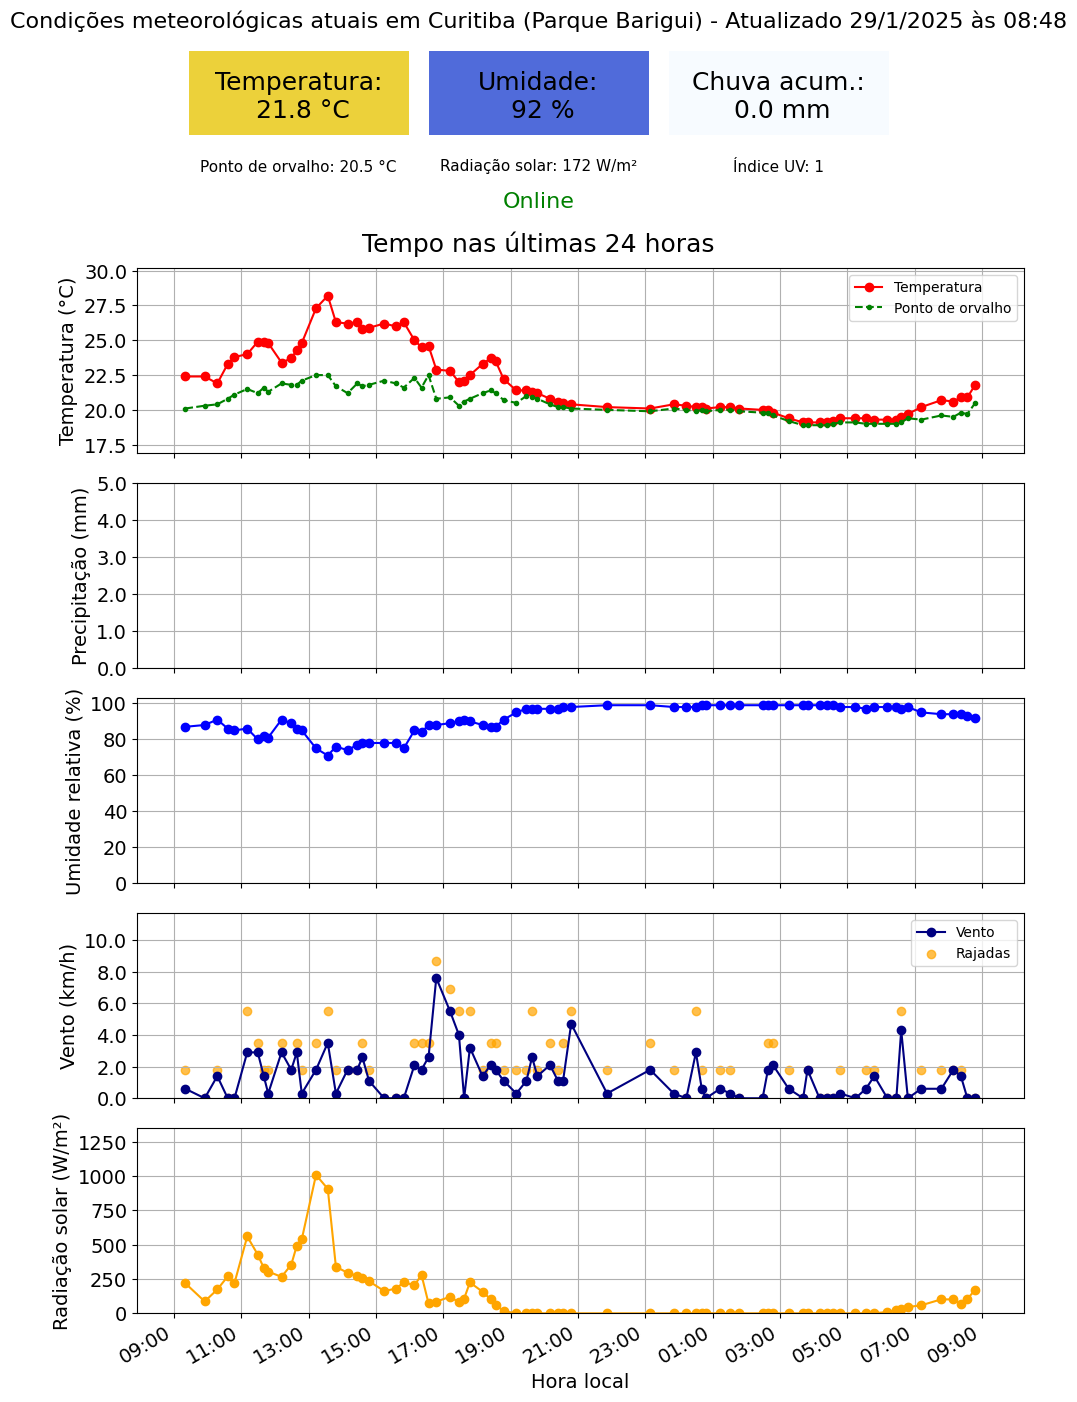 Condições meteorológicas atuais em Curitiba (Parque Barigui) - Atualizado 29/1/2025 às 08:48
Temperatura:
21.8 °C
Umidade:
92 %
Chuva acum.:
0.0 mm
Ponto de orvalho: 20.5 °C
Radiação solar: 172 W/m²
Índice UV: 1
Online
Tempo nas últimas 24 horas
Temperatura (°C)
30.0
27.5
25.0
22.5
20.0
17.5
Temperatura
Ponto de orvalho
Precipitação (mm)
5.0
4.0
3.0
2.0
1.0
0.0
Umidade relativa (%)
100
80
60
40
20
0
Vento (km/h)
10.0
8.0
6.0
4.0
2.0
0.0
Vento
Rajadas
Radiação solar (W/m²)
1250
1000
750
500
250
0
09:00
11:00
13:00
15:00
17:00
19:00
21:00
23:00
01:00
03:00
05:00
07:00
09:00
Hora local